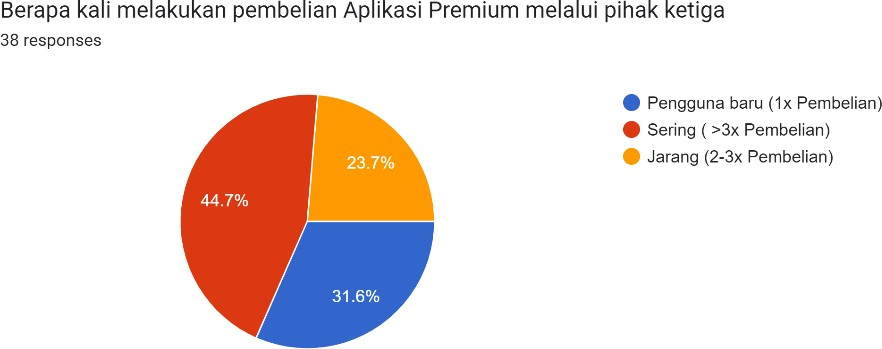 Berapa kali melakukan pembelian Aplikasi Premium melalui pihak ketiga
38 responses
Pengguna baru (1x Pembelian)
Sering ( >3x Pembelian)
Jarang (2-3x Pembelian)
23.7%
44.7%
31.6%